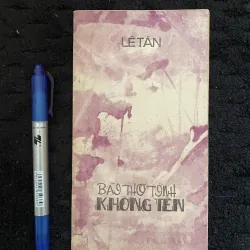 LÊ TÂN
BÀI THƠ TÌNH
KHÔNG TÊN